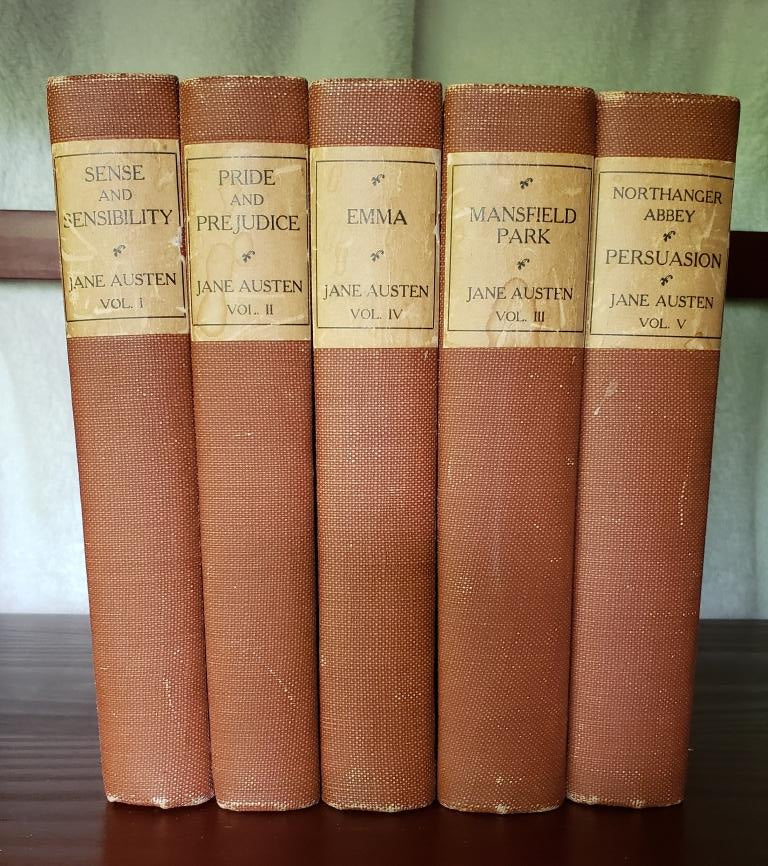 SENSE
AND
SENSIBILITY
JANE AUSTEN
VOL. I
PRIDE
AND
PREJUDICE
JANE AUSTEN
VOL. II
EMMA
JANE AUSTEN
VOL. IV
MANSFIELD
PARK
JANE AUSTEN
VOL. III
NORTHANGER
ABBEY
PERSUASION
JANE AUSTEN
VOL. V